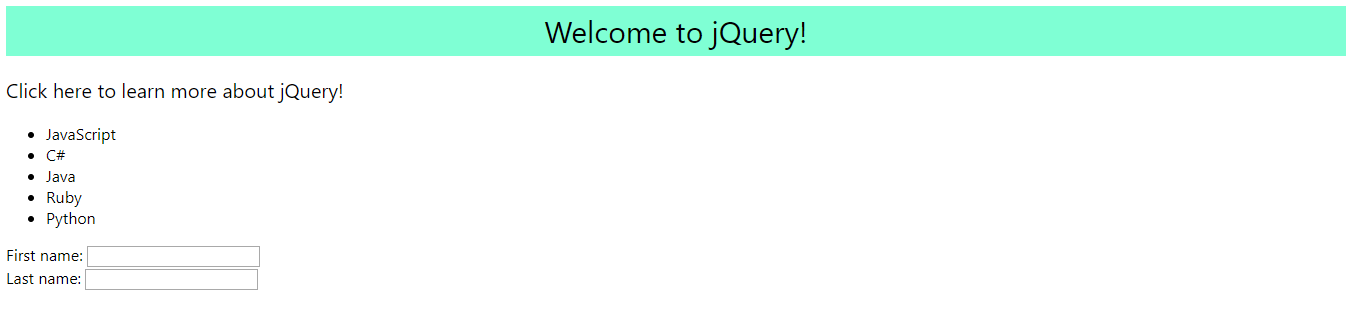 Welcome to jQuery!
Click here to learn more about jQuery!
JavaScript
C#
Java
Ruby
Python
First name:
Last name: